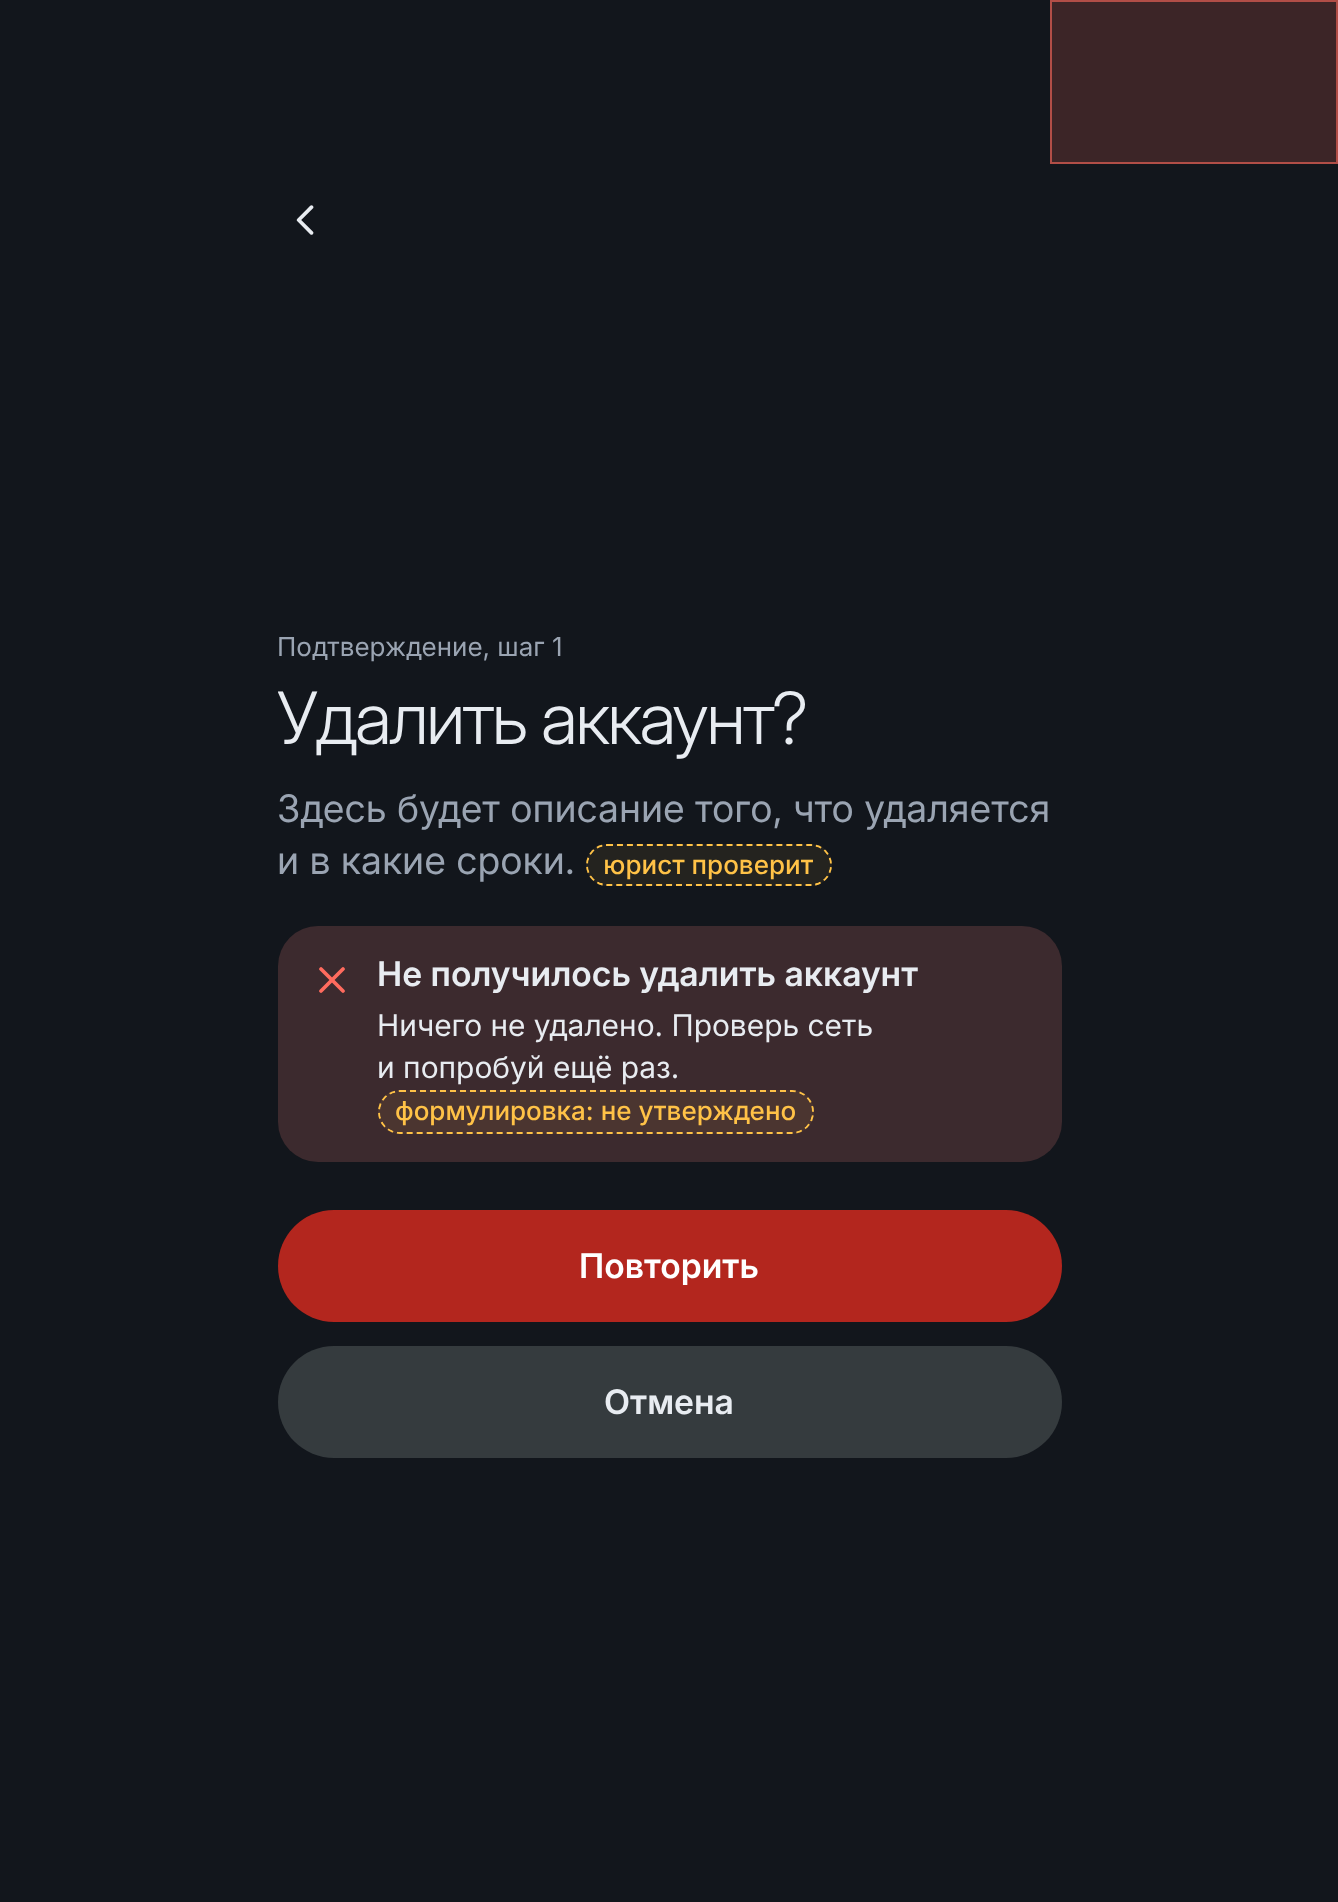 Подтверждение, шаг 1
Удалить аккаунт?
Здесь будет описание того, что удаляется
и в какие сроки. юрист проверит
Не получилось удалить аккаунт
Ничего не удалено. Проверь сеть
и попробуй ещё раз.
формулировка: не утверждено
Повторить
Отмена